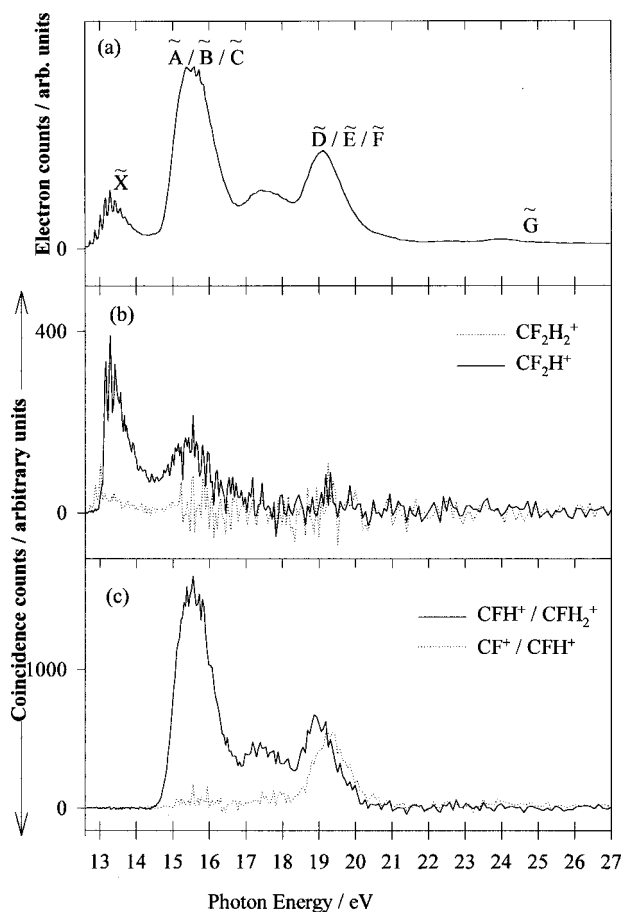 (a)
Electron counts / arb. units
0
X̃
Ã / B̃ / C̃
D̃ / Ẽ / F̃
G̃
(b)
Coincidence counts / arbitrary units
400
0
CF₂H₂⁺
CF₂H⁺
(c)
1000
0
CFH⁺ / CFH₂⁺
CF⁺ / CFH⁺
13 14 15 16 17 18 19 20 21 22 23 24 25 26 27
Photon Energy / eV